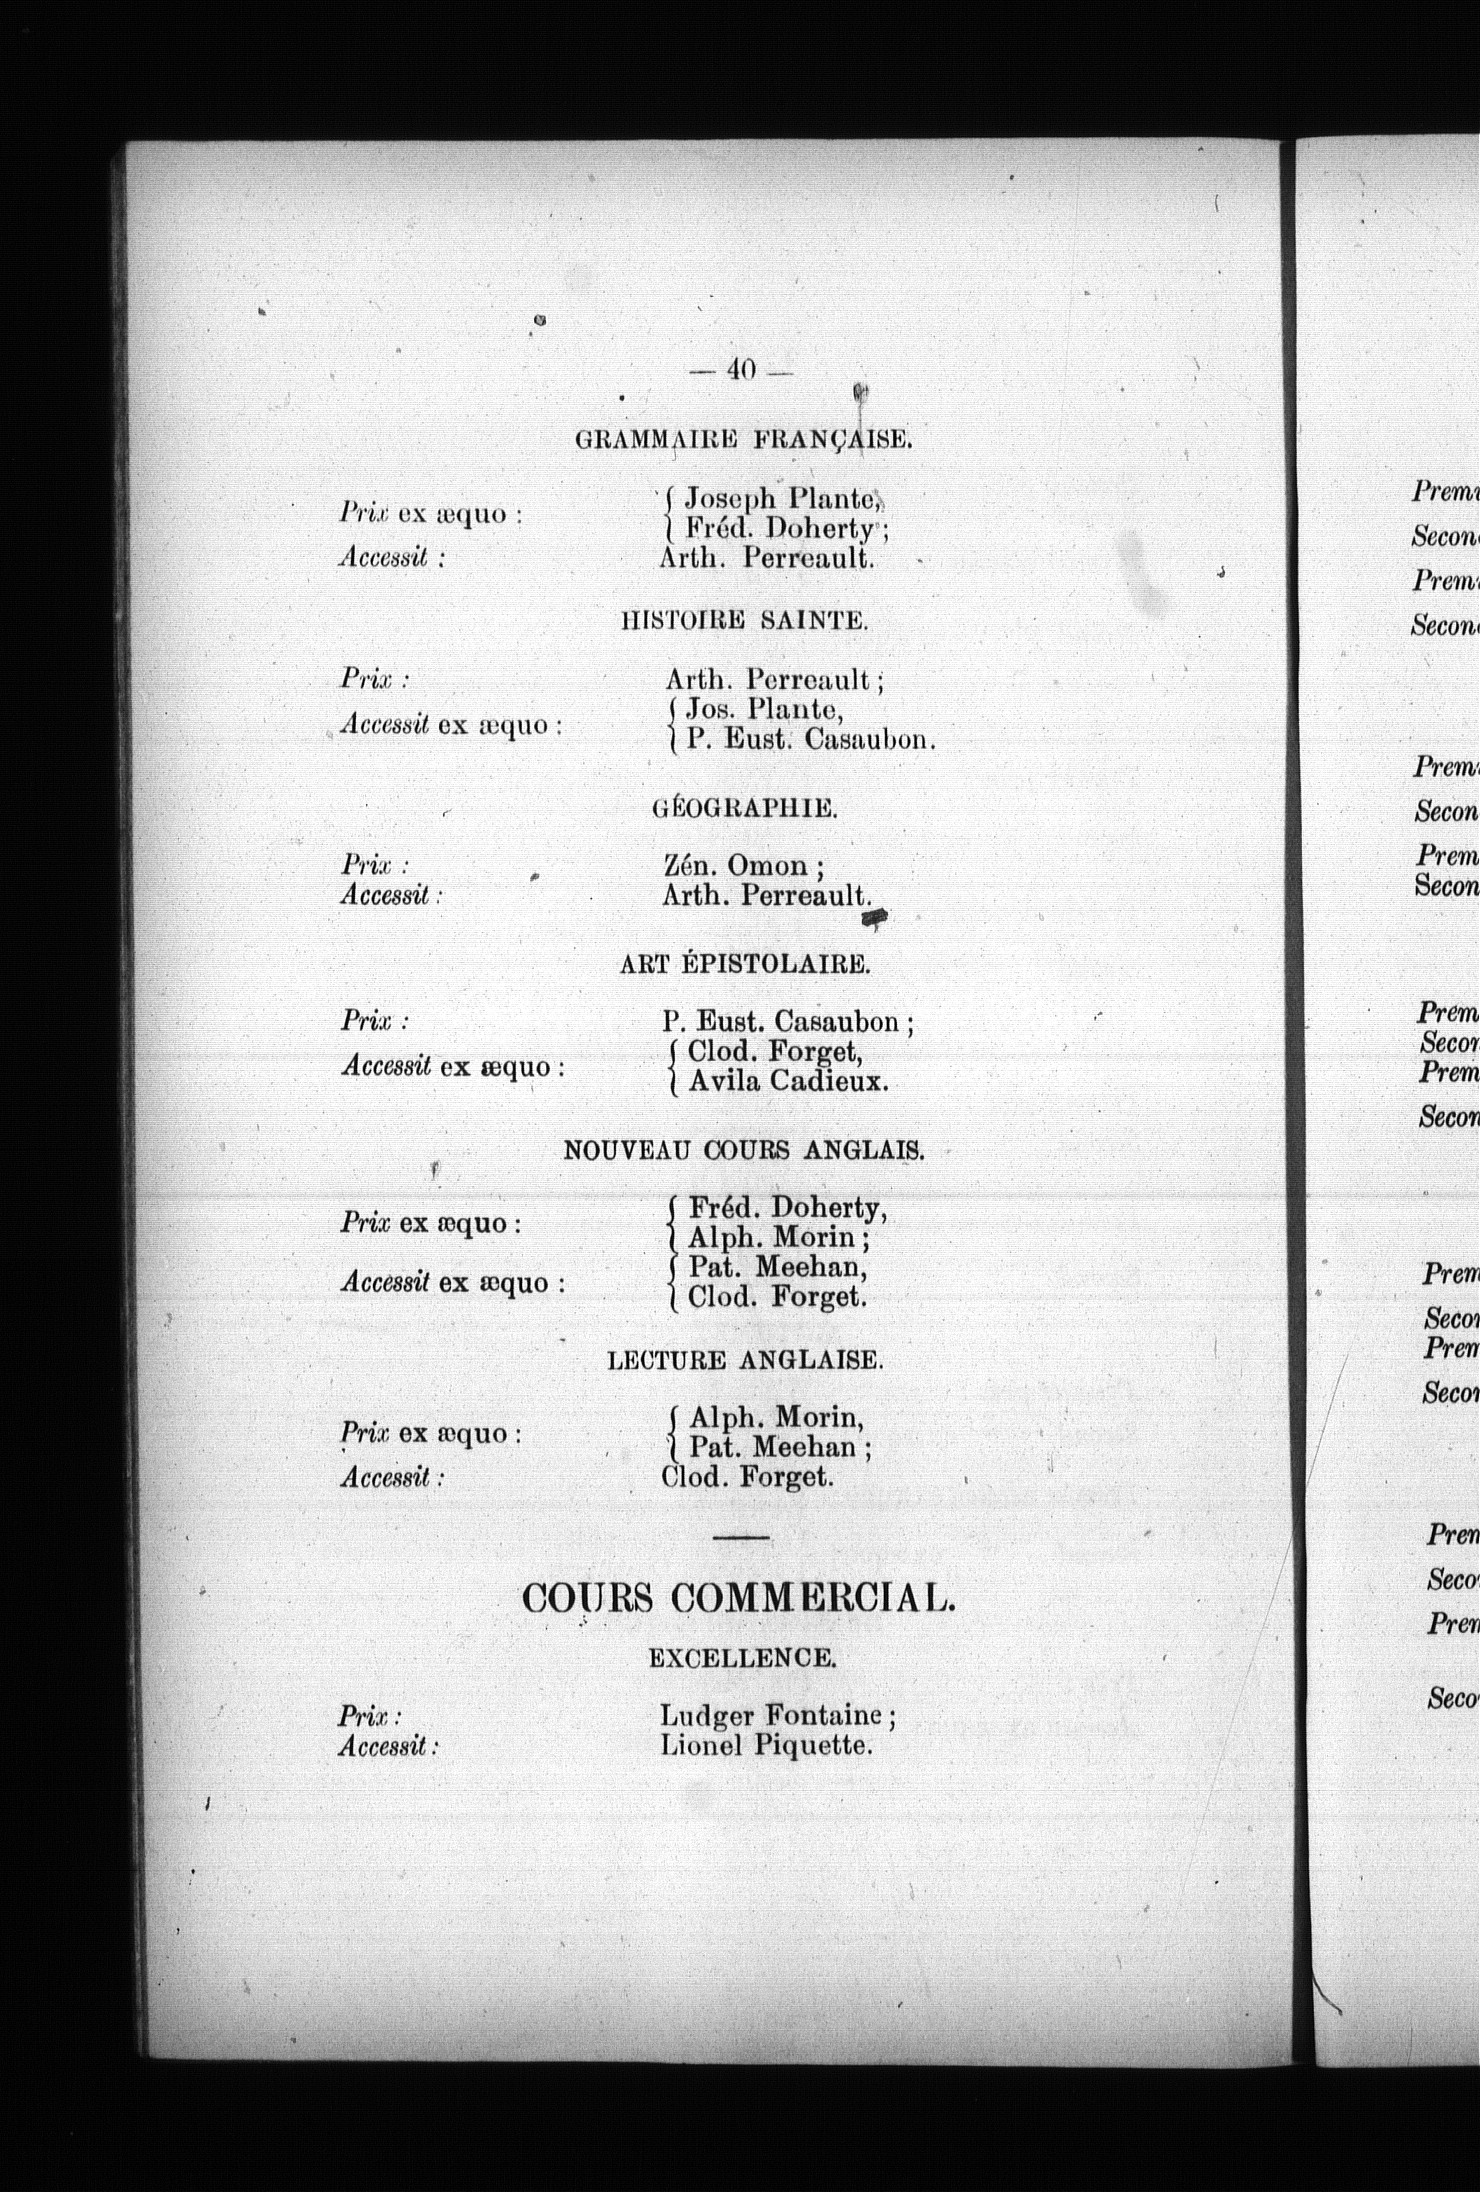 — 40 —
GRAMMAIRE FRANÇAISE.
Prix ex æquo : { Joseph Plante,
{ Fréd. Doherty ;
Accessit : Arth. Perreault.
HISTOIRE SAINTE.
Prix : Arth. Perreault ;
Accessit ex æquo : { Jos. Plante,
{ P. Eust. Casaubon.
GÉOGRAPHIE.
Prix : Zén. Omon ;
Accessit : Arth. Perreault.
ART ÉPISTOLAIRE.
Prix : P. Eust. Casaubon ;
Accessit ex æquo : { Clod. Forget,
{ Avila Cadieux.
NOUVEAU COURS ANGLAIS.
Prix ex æquo : { Fréd. Doherty,
{ Alph. Morin ;
Accessit ex æquo : { Pat. Meehan,
{ Clod. Forget.
LECTURE ANGLAISE.
Prix ex æquo : { Alph. Morin,
{ Pat. Meehan ;
Accessit : Clod. Forget.
COURS COMMERCIAL.
EXCELLENCE.
Prix : Ludger Fontaine ;
Accessit : Lionel Piquette.